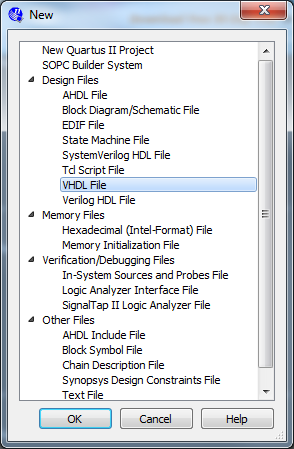 New
New Quartus II Project
SOPC Builder System
Design Files
AHDL File
Block Diagram/Schematic File
EDIF File
State Machine File
SystemVerilog HDL File
Tcl Script File
VHDL File
Verilog HDL File
Memory Files
Hexadecimal (Intel-Format) File
Memory Initialization File
Verification/Debugging Files
In-System Sources and Probes File
Logic Analyzer Interface File
SignalTap II Logic Analyzer File
Other Files
AHDL Include File
Block Symbol File
Chain Description File
Synopsys Design Constraints File
Text File
OK Cancel Help